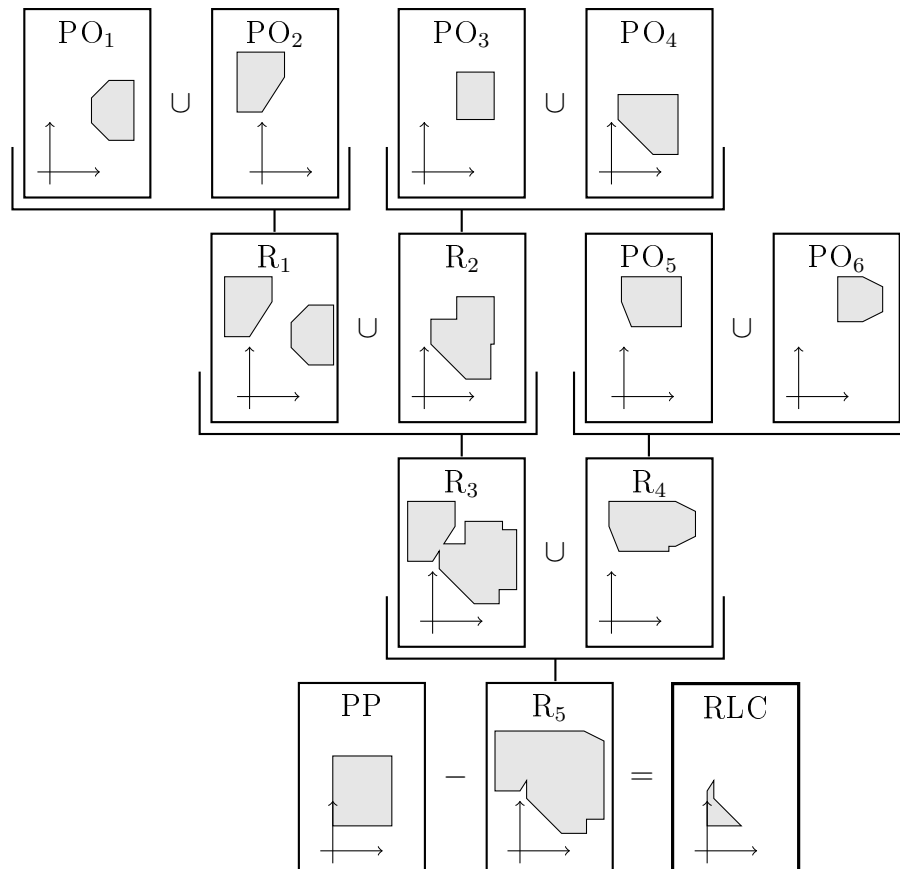 PO₁ ∪ PO₂ PO₃ ∪ PO₄
R₁ ∪ R₂ PO₅ ∪ PO₆
R₃ ∪ R₄
PP − R₅ = RLC